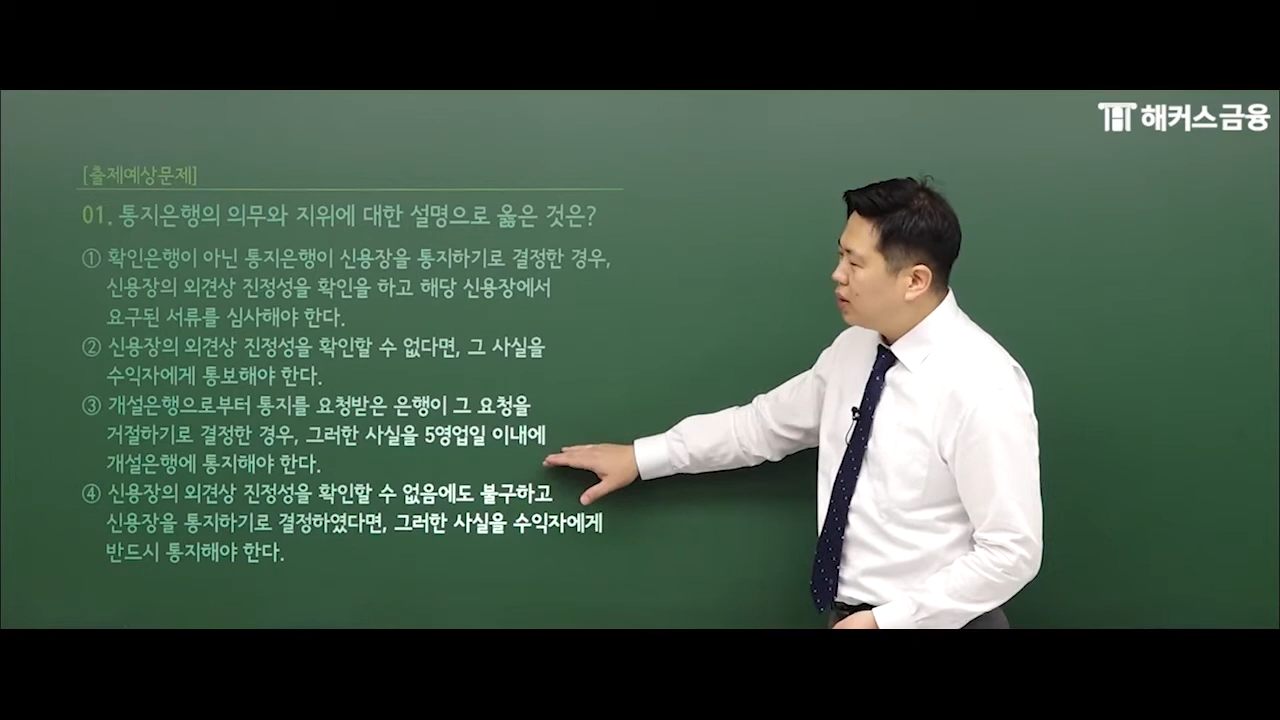 해커스금융
[출제예상문제]
01. 통지은행의 의무와 지위에 대한 설명으로 옳은 것은?
① 확인은행이 아닌 통지은행이 신용장을 통지하기로 결정한 경우,
신용장의 외견상 진정성을 확인을 하고 해당 신용장에서
요구된 서류를 심사해야 한다.
② 신용장의 외견상 진정성을 확인할 수 없다면, 그 사실을
수익자에게 통보해야 한다.
③ 개설은행으로부터 통지를 요청받은 은행이 그 요청을
거절하기로 결정한 경우, 그러한 사실을 5영업일 이내에
개설은행에 통지해야 한다.
④ 신용장의 외견상 진정성을 확인할 수 없음에도 불구하고
신용장을 통지하기로 결정하였다면, 그러한 사실을 수익자에게
반드시 통지해야 한다.